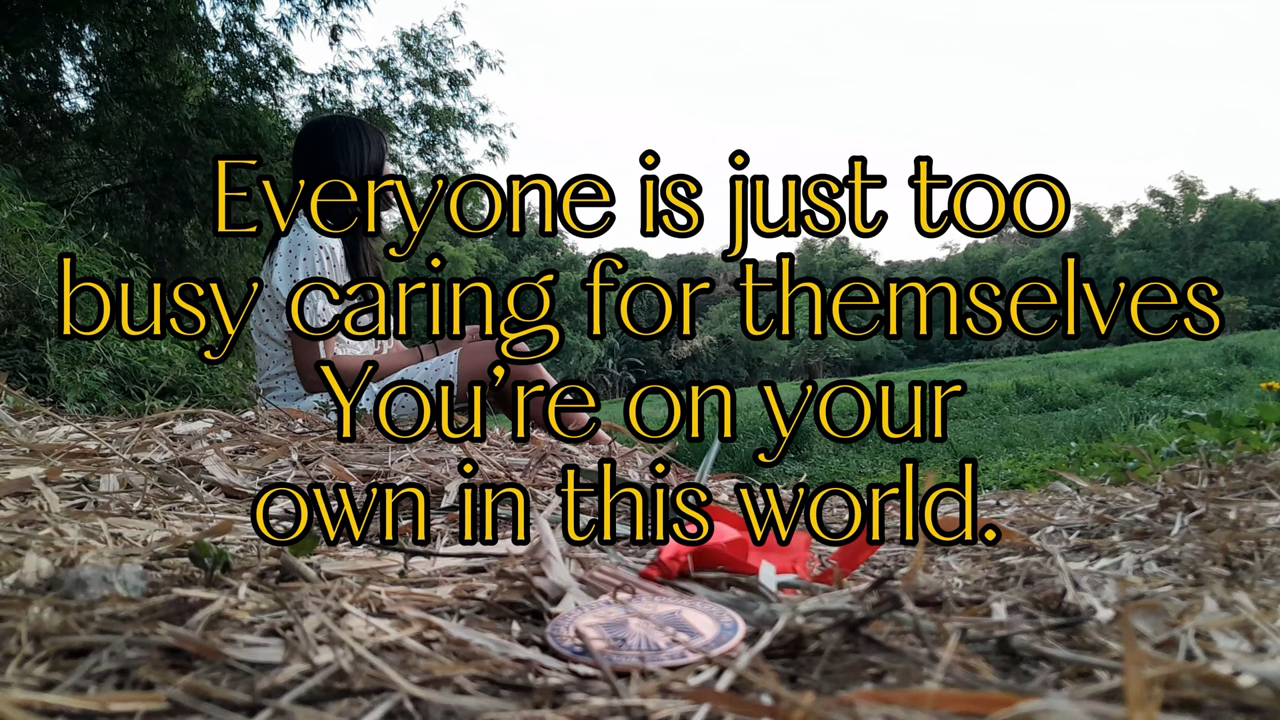 Everyone is just too
busy caring for themselves
You’re on your
own in this world.